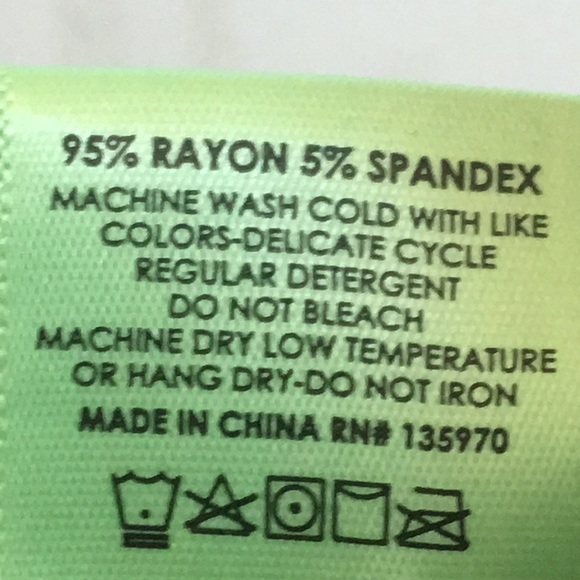 95% RAYON 5% SPANDEX
MACHINE WASH COLD WITH LIKE
COLORS-DELICATE CYCLE
REGULAR DETERGENT
DO NOT BLEACH
MACHINE DRY LOW TEMPERATURE
OR HANG DRY-DO NOT IRON
MADE IN CHINA RN# 135970